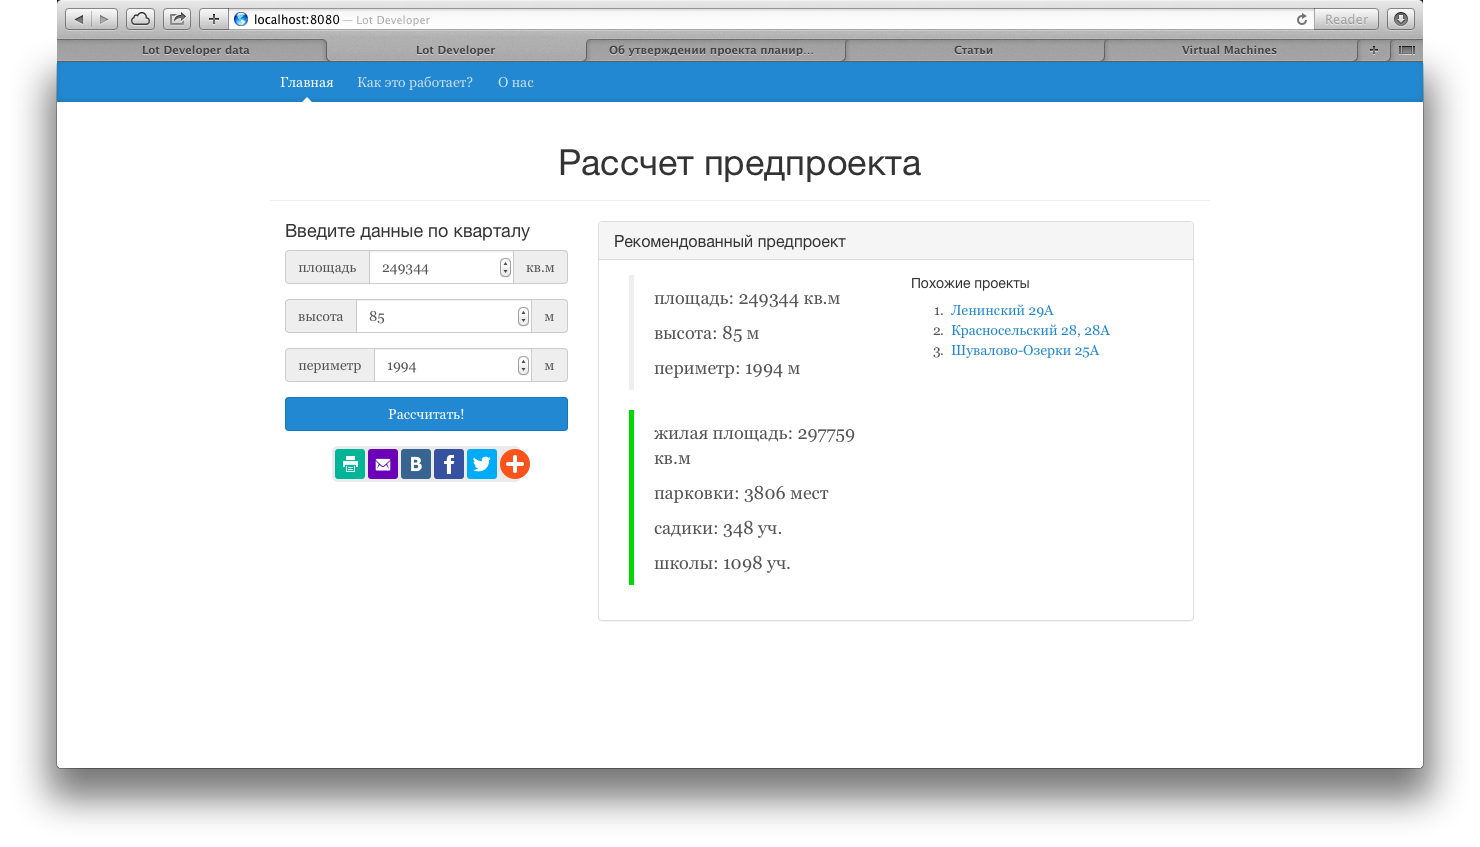 localhost:8080 — Lot Developer
Reader
Lot Developer data
Lot Developer
Об утверждении проекта планир...
Статьи
Virtual Machines
Главная
Как это работает?
О нас
Рассчет предпроекта
Введите данные по кварталу
площадь 249344 кв.м
высота 85 м
периметр 1994 м
Рассчитать!
Рекомендованный предпроект
площадь: 249344 кв.м
высота: 85 м
периметр: 1994 м
жилая площадь: 297759
кв.м
парковки: 3806 мест
садики: 348 уч.
школы: 1098 уч.
Похожие проекты
1. Ленинский 29А
2. Красносельский 28, 28А
3. Шувалово-Озерки 25А